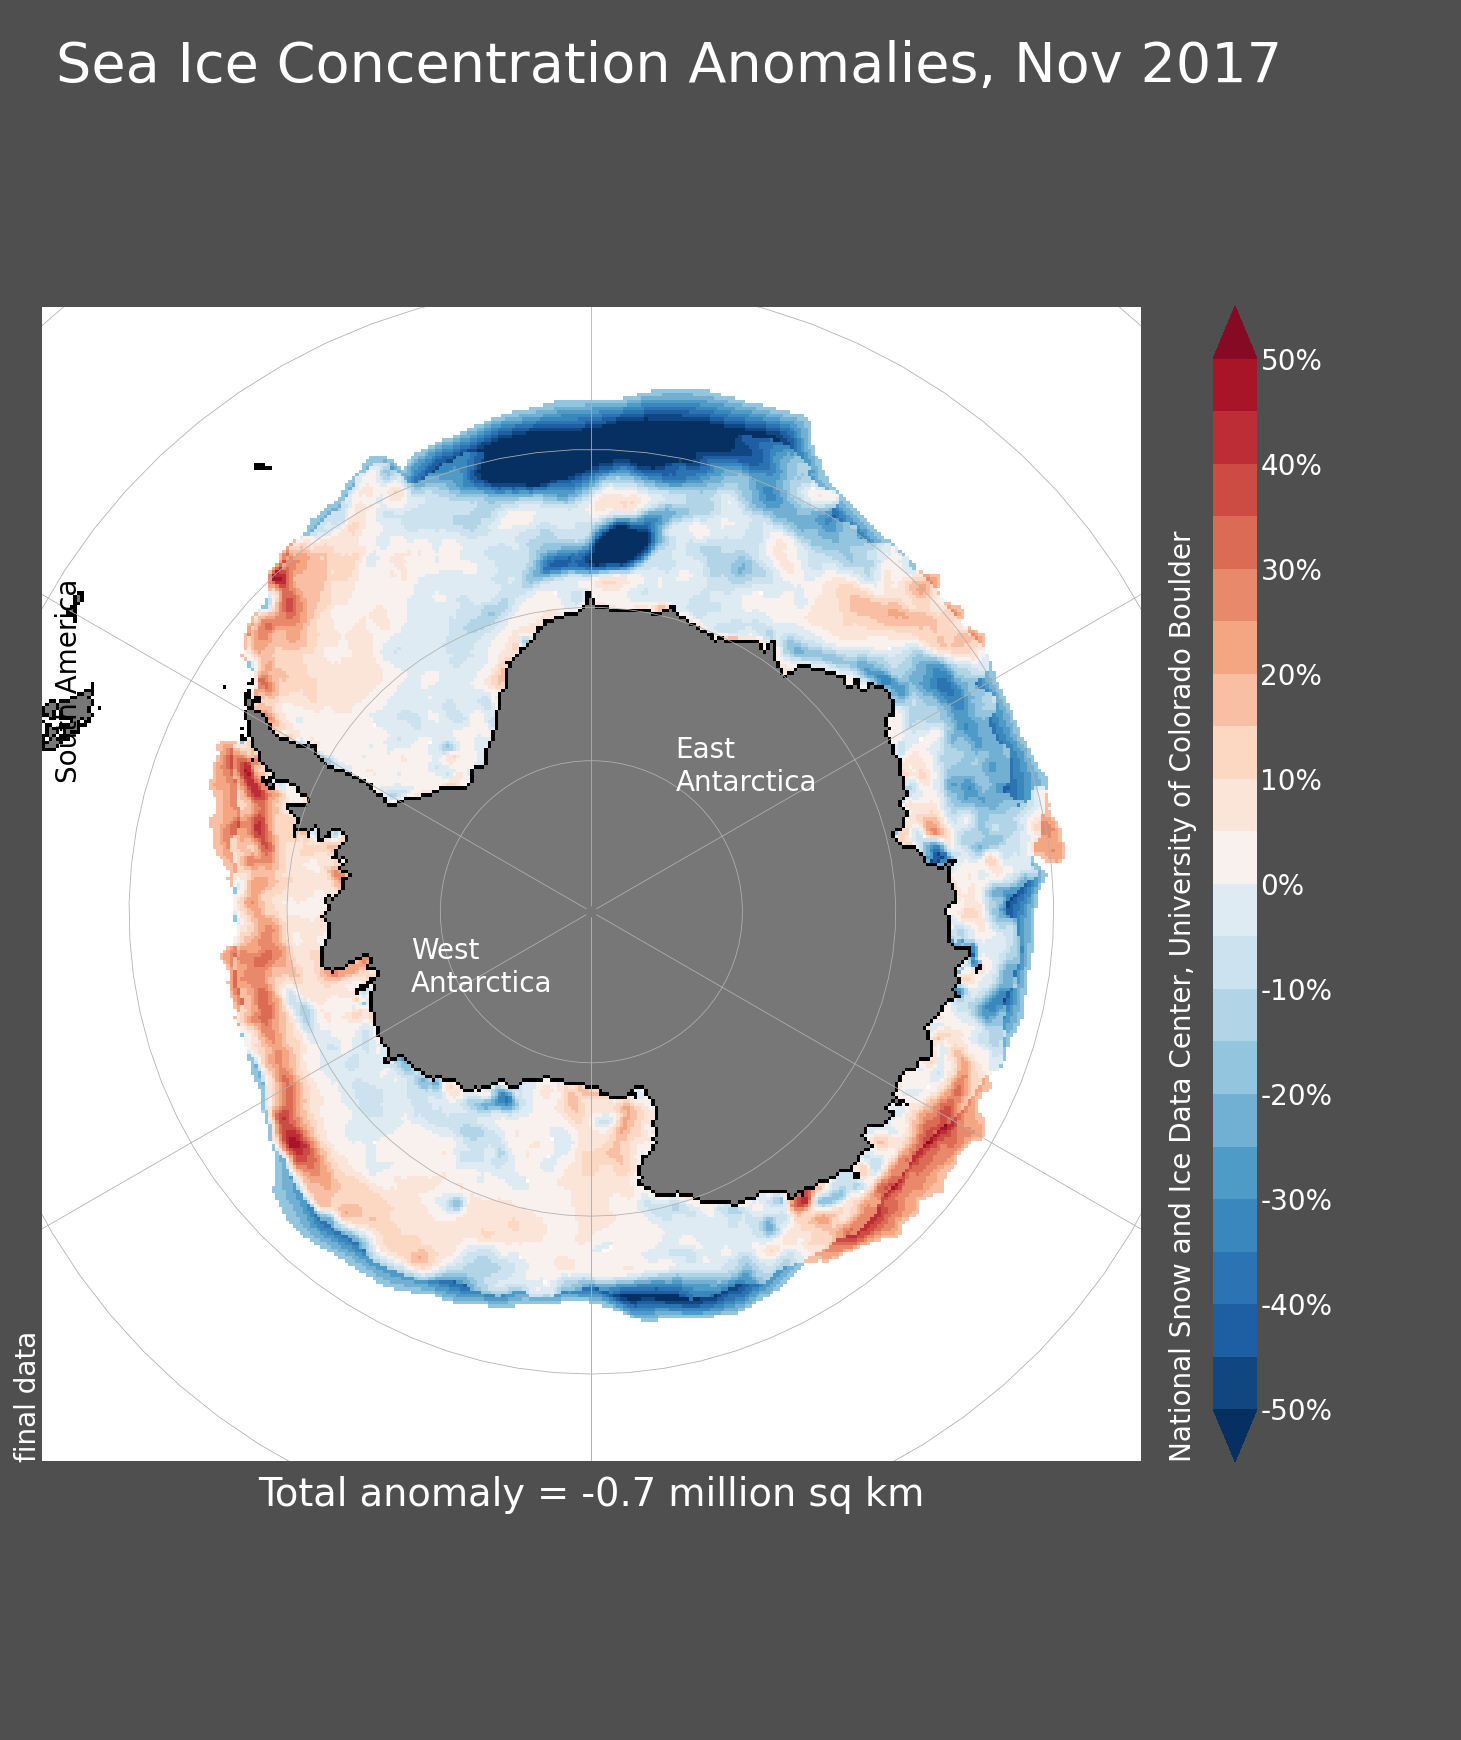 Sea Ice Concentration Anomalies, Nov 2017
South America
East
Antarctica
West
Antarctica
final data
National Snow and Ice Data Center, University of Colorado Boulder
50%
40%
30%
20%
10%
0%
-10%
-20%
-30%
-40%
-50%
Total anomaly = -0.7 million sq km